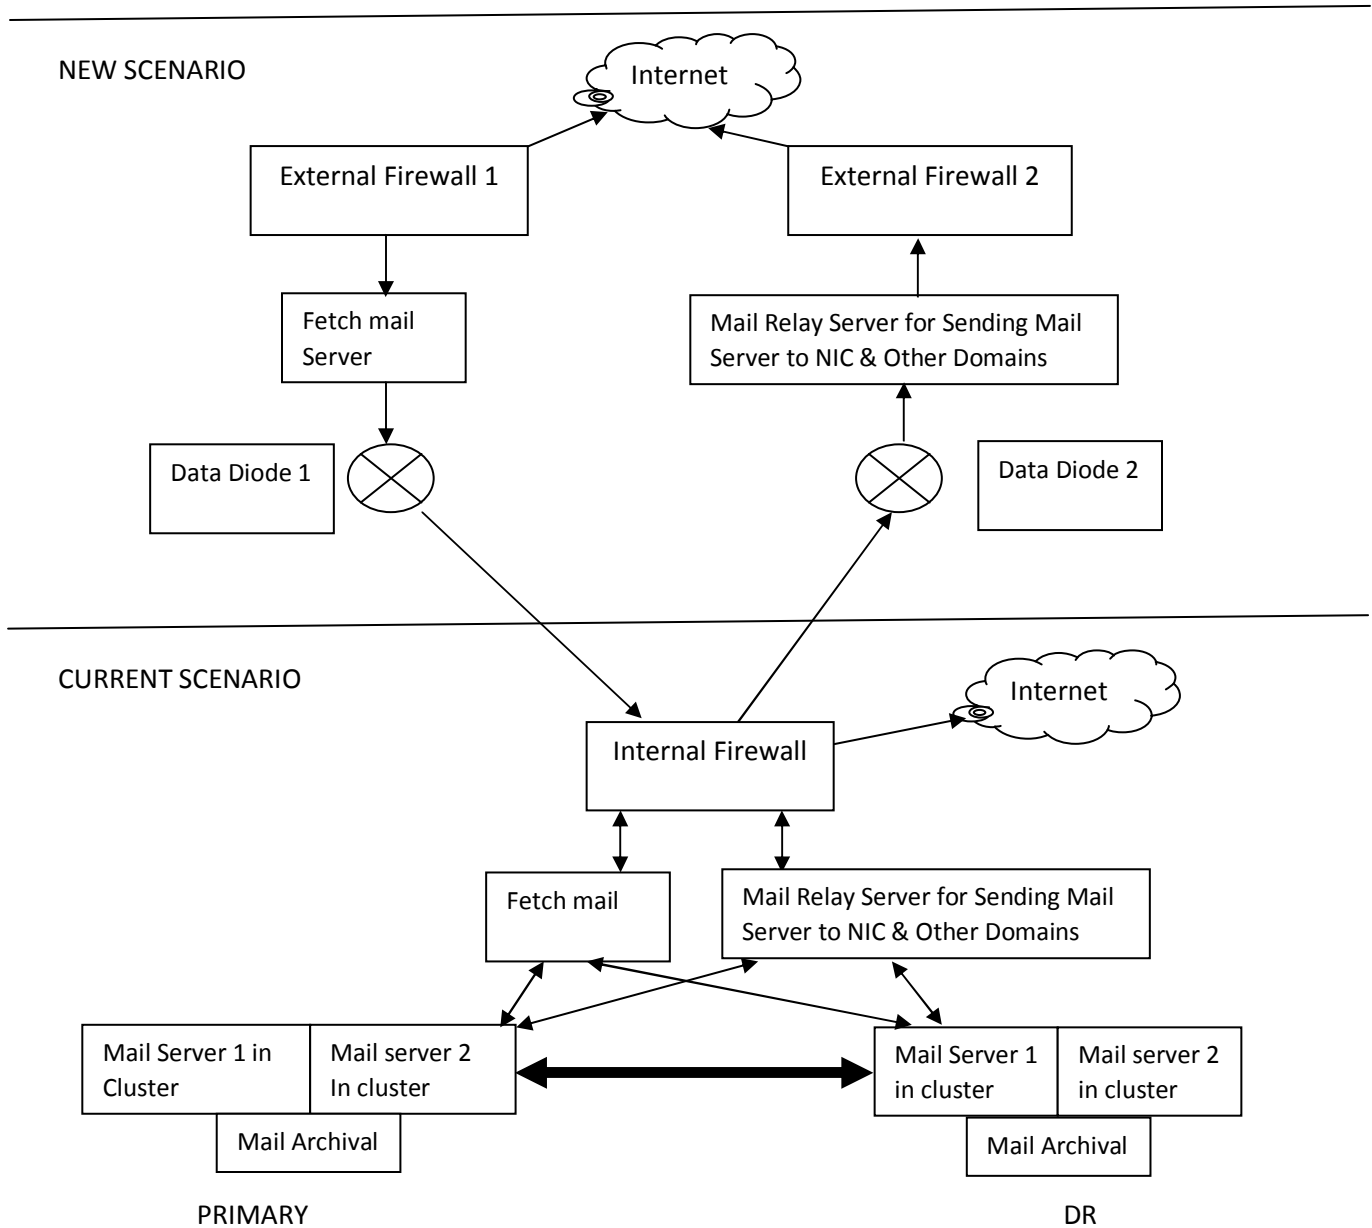 NEW SCENARIO
Internet
External Firewall 1
External Firewall 2
Fetch mail
Server
Mail Relay Server for Sending Mail
Server to NIC & Other Domains
Data Diode 1
Data Diode 2
CURRENT SCENARIO
Internet
Internal Firewall
Fetch mail
Mail Relay Server for Sending Mail
Server to NIC & Other Domains
Mail Server 1 in
Cluster
Mail server 2
In cluster
Mail Server 1
in cluster
Mail server 2
in cluster
Mail Archival
Mail Archival
PRIMARY
DR